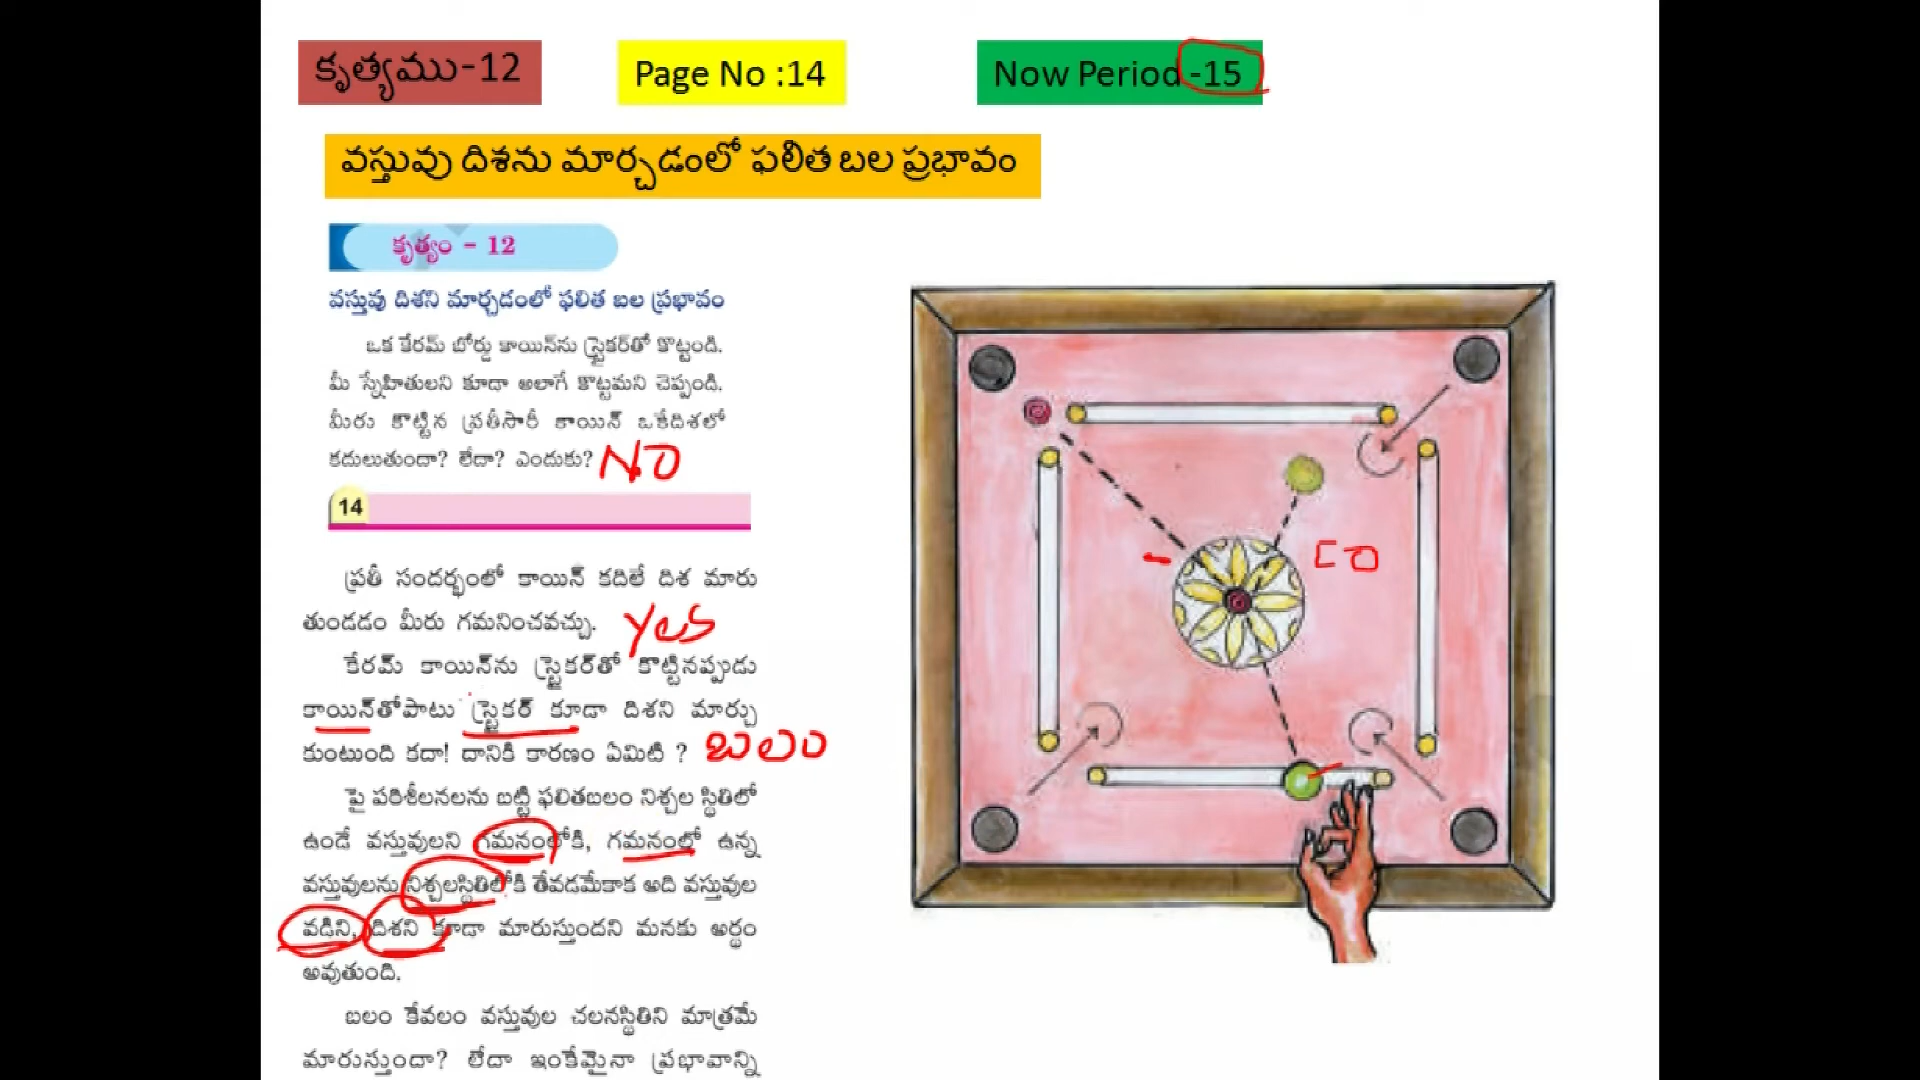 కృత్యము-12
Page No :14
Now Period -15
వస్తువు దిశను మార్చడంలో ఫలిత బల ప్రభావం
కృత్యం - 12
వస్తువు దిశని మార్చడంలో ఫలిత బల ప్రభావం
ఒక కేరమ్ బోర్డు కాయిన్‌ను స్ట్రైకర్‌తో కొట్టండి.
మీ స్నేహితులని కూడా అలాగే కొట్టమని చెప్పండి.
మీరు కొట్టిన ప్రతీసారీ కాయిన్ ఒకేదిశలో
కదులుతుందా? లేదా? ఎందుకు? NO
14
ప్రతీ సందర్భంలో కాయిన్ కదిలే దిశ మారు
తుండడం మీరు గమనించవచ్చు. Yes
కేరమ్ కాయిన్‌ను స్ట్రైకర్‌తో కొట్టినప్పుడు
కాయిన్‌తోపాటు స్ట్రైకర్ కూడా దిశని మార్చు
కుంటుంది కదా! దానికి కారణం ఏమిటి ? బలం
పై పరిశీలనలను బట్టి ఫలితబలం నిశ్చల స్థితిలో
ఉండే వస్తువులని గమనంలోకి, గమనంలో ఉన్న
వస్తువులను నిశ్చలస్థితిలోకి తేవడమేకాక అది వస్తువుల
వడిని, దిశని కూడా మారుస్తుందని మనకు అర్థం
అవుతుంది.
బలం కేవలం వస్తువుల చలనస్థితిని మాత్రమే
మారుస్తుందా? లేదా ఇంకేమైనా ప్రభావాన్ని